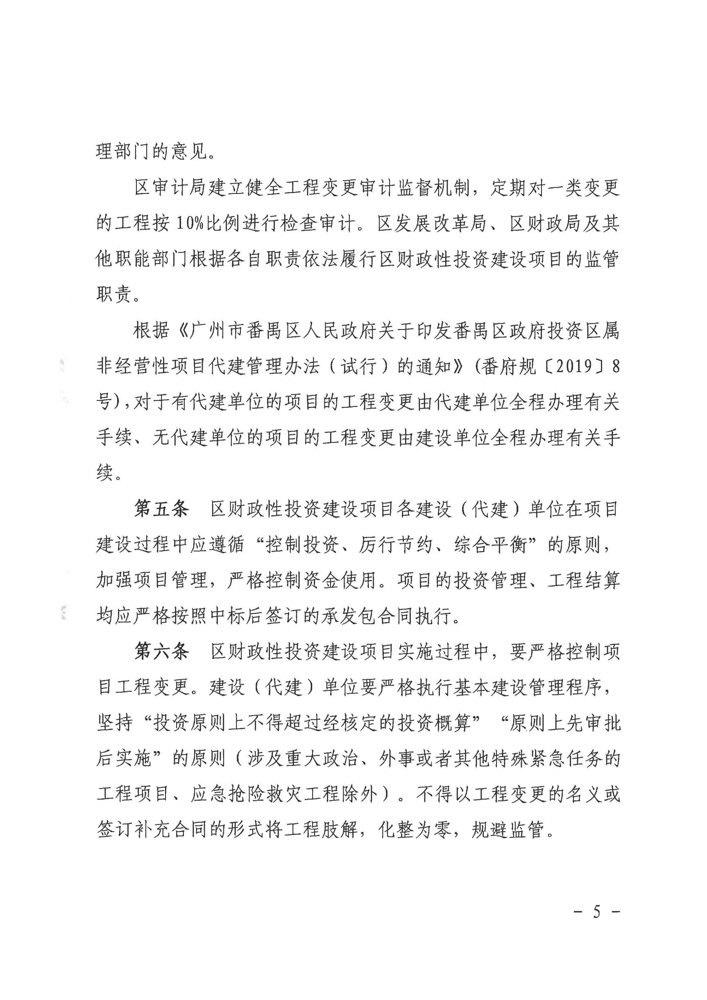 理部门的意见。
区审计局建立健全工程变更审计监督机制，定期对一类变更
的工程按 10%比例进行检查审计。区发展改革局、区财政局及其
他职能部门根据各自职责依法履行区财政性投资建设项目的监管
职责。
根据《广州市番禺区人民政府关于印发番禺区政府投资区属
非经营性项目代建管理办法（试行）的通知》(番府规〔2019〕8
号),对于有代建单位的项目的工程变更由代建单位全程办理有关
手续、无代建单位的项目的工程变更由建设单位全程办理有关手
续。
第五条　区财政性投资建设项目各建设（代建）单位在项目
建设过程中应遵循“控制投资、厉行节约、综合平衡”的原则，
加强项目管理，严格控制资金使用。项目的投资管理、工程结算
均应严格按照中标后签订的承发包合同执行。
第六条　区财政性投资建设项目实施过程中，要严格控制项
目工程变更。建设（代建）单位要严格执行基本建设管理程序，
坚持“投资原则上不得超过经核定的投资概算”“原则上先审批
后实施”的原则（涉及重大政治、外事或者其他特殊紧急任务的
工程项目、应急抢险救灾工程除外）。不得以工程变更的名义或
签订补充合同的形式将工程肢解，化整为零，规避监管。
- 5 -